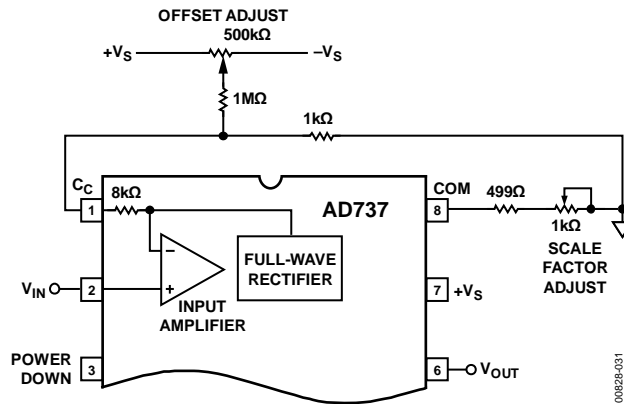 OFFSET ADJUST
500kΩ
+VS
–VS
1MΩ
1kΩ
CC
8kΩ
COM
1
AD737
8
499Ω
1kΩ
SCALE
FACTOR
ADJUST
FULL-WAVE
RECTIFIER
–
+
VIN
2
INPUT
AMPLIFIER
7
+VS
POWER
DOWN
3
6
VOUT
00828-031